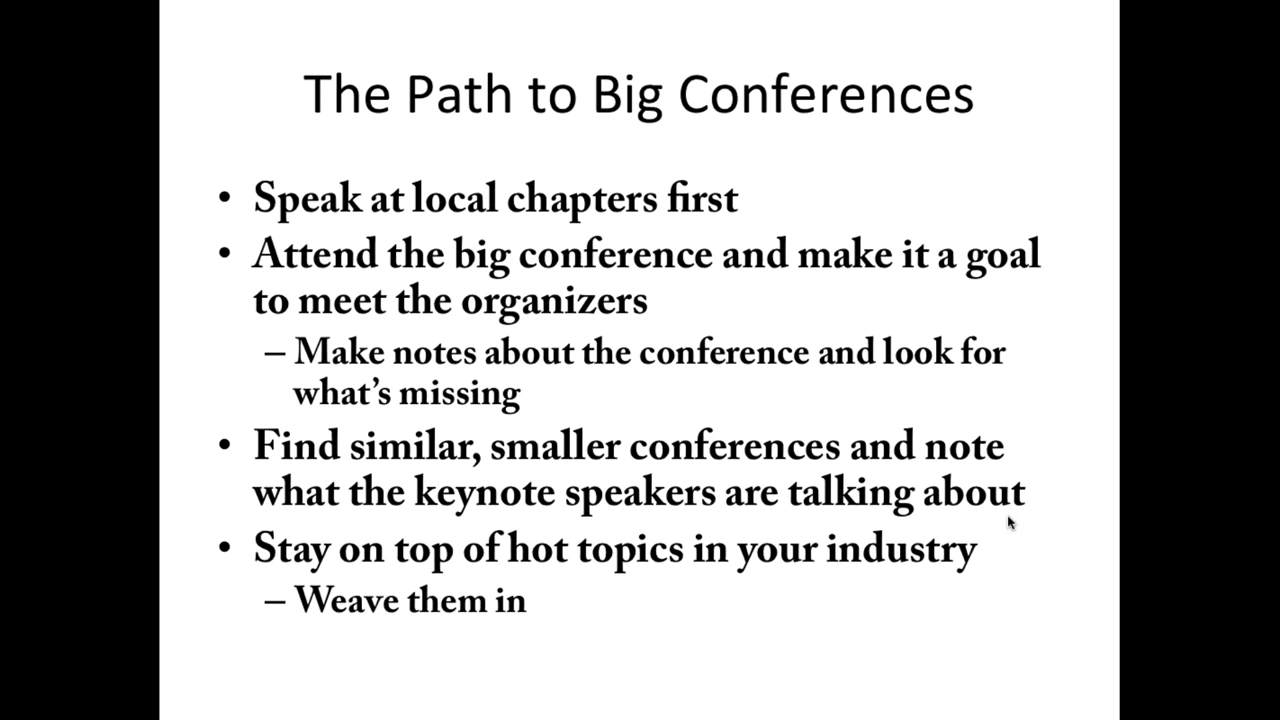 The Path to Big Conferences
• Speak at local chapters first
• Attend the big conference and make it a goal
to meet the organizers
– Make notes about the conference and look for
what's missing
• Find similar, smaller conferences and note
what the keynote speakers are talking about
• Stay on top of hot topics in your industry
– Weave them in